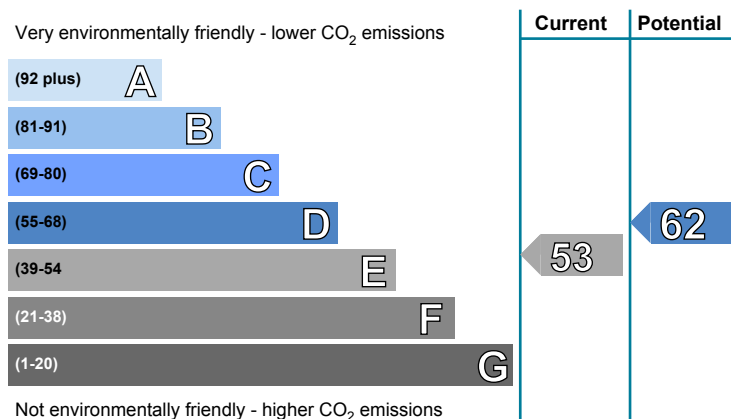 Very environmentally friendly - lower CO2 emissions
Current
Potential
(92 plus) A
(81-91) B
(69-80) C
(55-68) D
62
(39-54 E
53
(21-38) F
(1-20) G
Not environmentally friendly - higher CO2 emissions